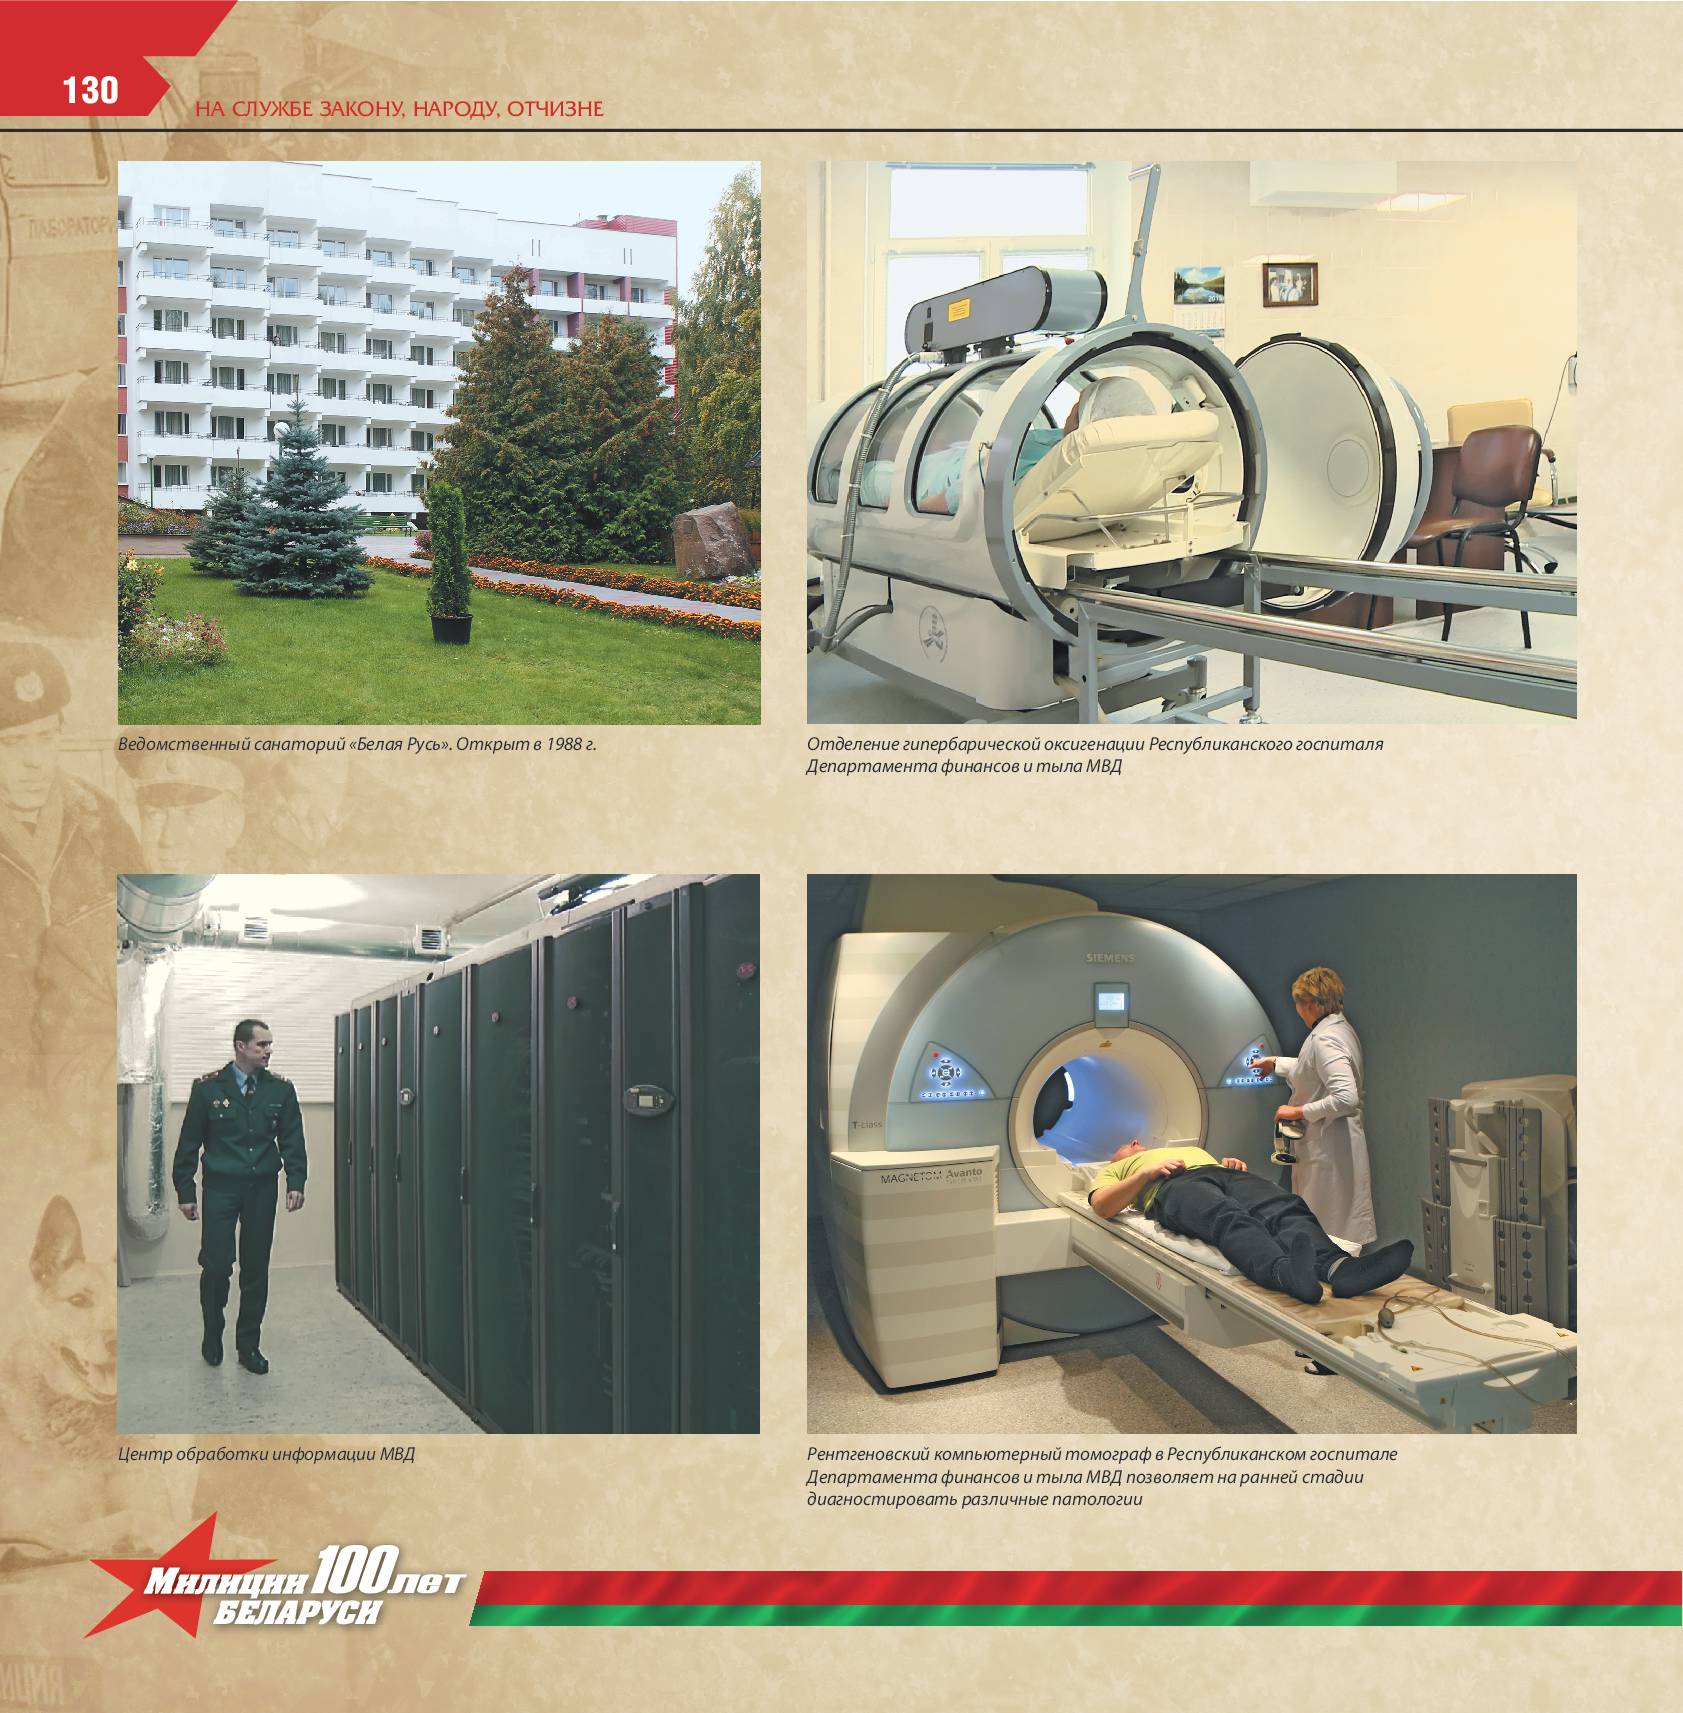 130
НА СЛУЖБЕ ЗАКОНУ, НАРОДУ, ОТЧИЗНЕ
ЛАБОРАТОРИ
Ведомственный санаторий «Белая Русь». Открыт в 1988 г.
Отделение гипербарической оксигенации Республиканского госпиталя
Департамента финансов и тыла МВД
SIEMENS
T-class
MAGNETOM Avanto
Центр обработки информации МВД
Рентгеновский компьютерный томограф в Республиканском госпитале
Департамента финансов и тыла МВД позволяет на ранней стадии
диагностировать различные патологии
Милиции 100 лет
БЕЛАРУСИ